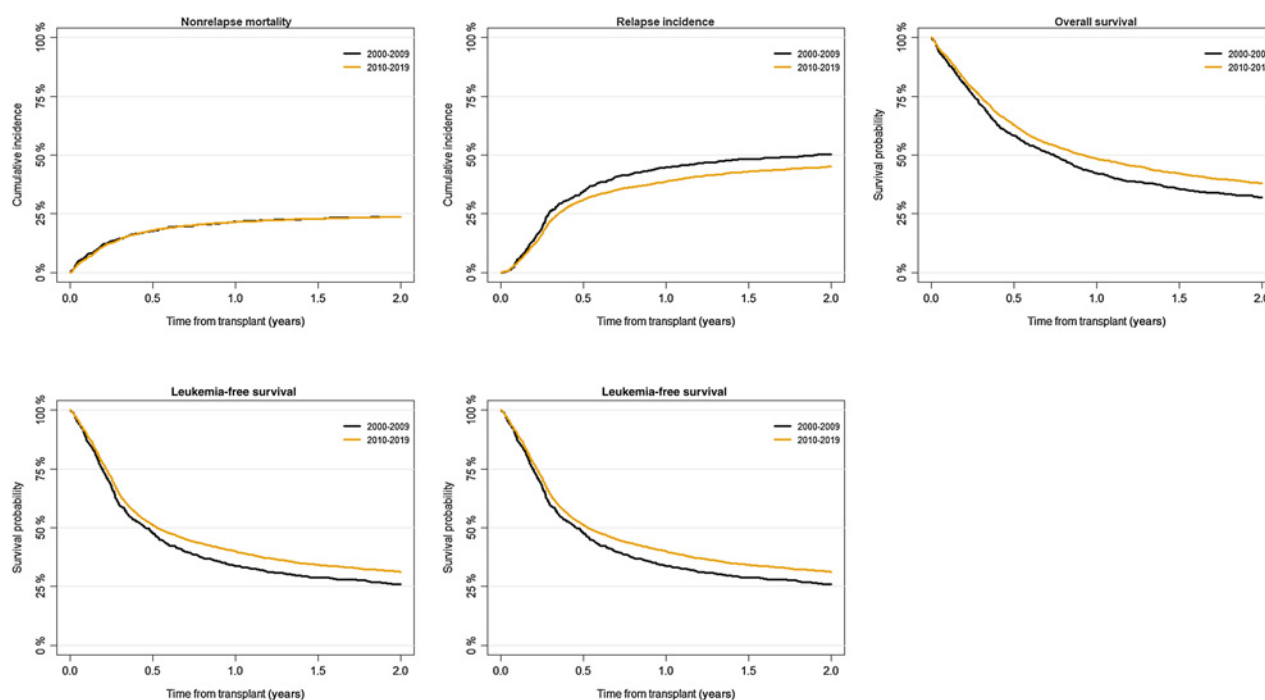 Nonrelapse mortality
Cumulative incidence
0 %
25 %
50 %
75 %
100 %
2000-2009
2010-2019
0.0 0.5 1.0 1.5 2.0
Time from transplant (years)
Relapse incidence
Cumulative incidence
0 %
25 %
50 %
75 %
100 %
2000-2009
2010-2019
0.0 0.5 1.0 1.5 2.0
Time from transplant (years)
Overall survival
Survival probability
0 %
25 %
50 %
75 %
100 %
2000-200
2010-201
0.0 0.5 1.0 1.5 2.0
Time from transplant (years)
Leukemia-free survival
Survival probability
0 %
25 %
50 %
75 %
100 %
2000-2009
2010-2019
0.0 0.5 1.0 1.5 2.0
Time from transplant (years)
Leukemia-free survival
Survival probability
0 %
25 %
50 %
75 %
100 %
2000-2009
2010-2019
0.0 0.5 1.0 1.5 2.0
Time from transplant (years)